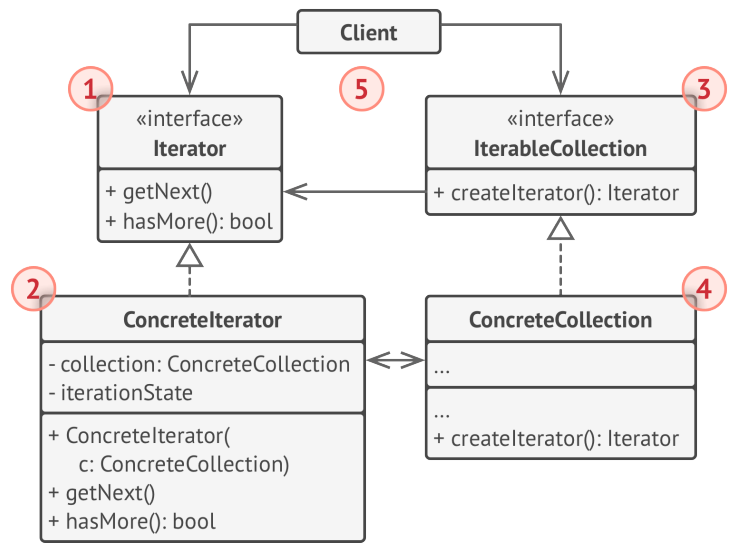 Client
1
5
3
«interface»
Iterator
+ getNext()
+ hasMore(): bool
«interface»
IterableCollection
+ createIterator(): Iterator
2
ConcreteIterator
- collection: ConcreteCollection
- iterationState
+ ConcreteIterator(
c: ConcreteCollection)
+ getNext()
+ hasMore(): bool
4
ConcreteCollection
...
...
+ createIterator(): Iterator